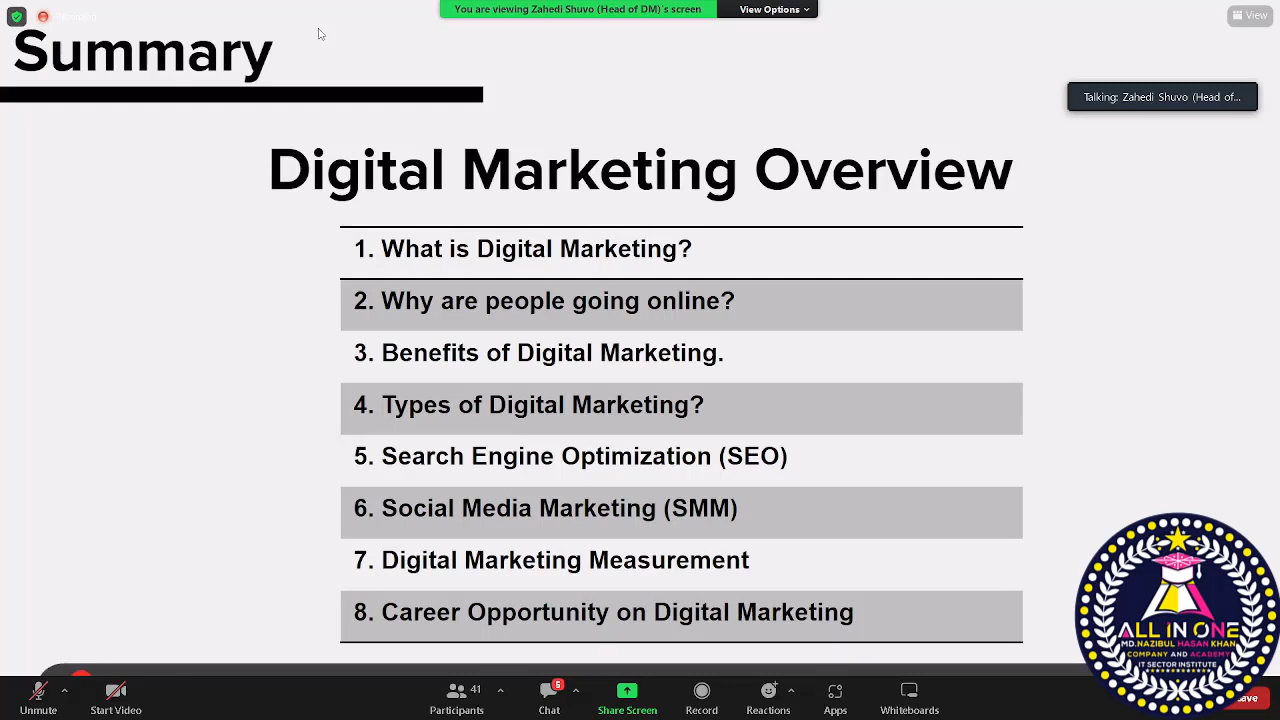 You are viewing Zahedi Shuvo (Head of DM)'s screen
View Options
View
Summary
Talking: Zahedi Shuvo (Head of...
Digital Marketing Overview
1. What is Digital Marketing?
2. Why are people going online?
3. Benefits of Digital Marketing.
4. Types of Digital Marketing?
5. Search Engine Optimization (SEO)
6. Social Media Marketing (SMM)
7. Digital Marketing Measurement
8. Career Opportunity on Digital Marketing
ALL IN ONE
MD.NAZIBUL HASAN KHAN
COMPANY AND ACADEMY
IT SECTOR INSTITUTE
41
5
Unmute
Start Video
Participants
Chat
Share Screen
Record
Reactions
Apps
Whiteboards